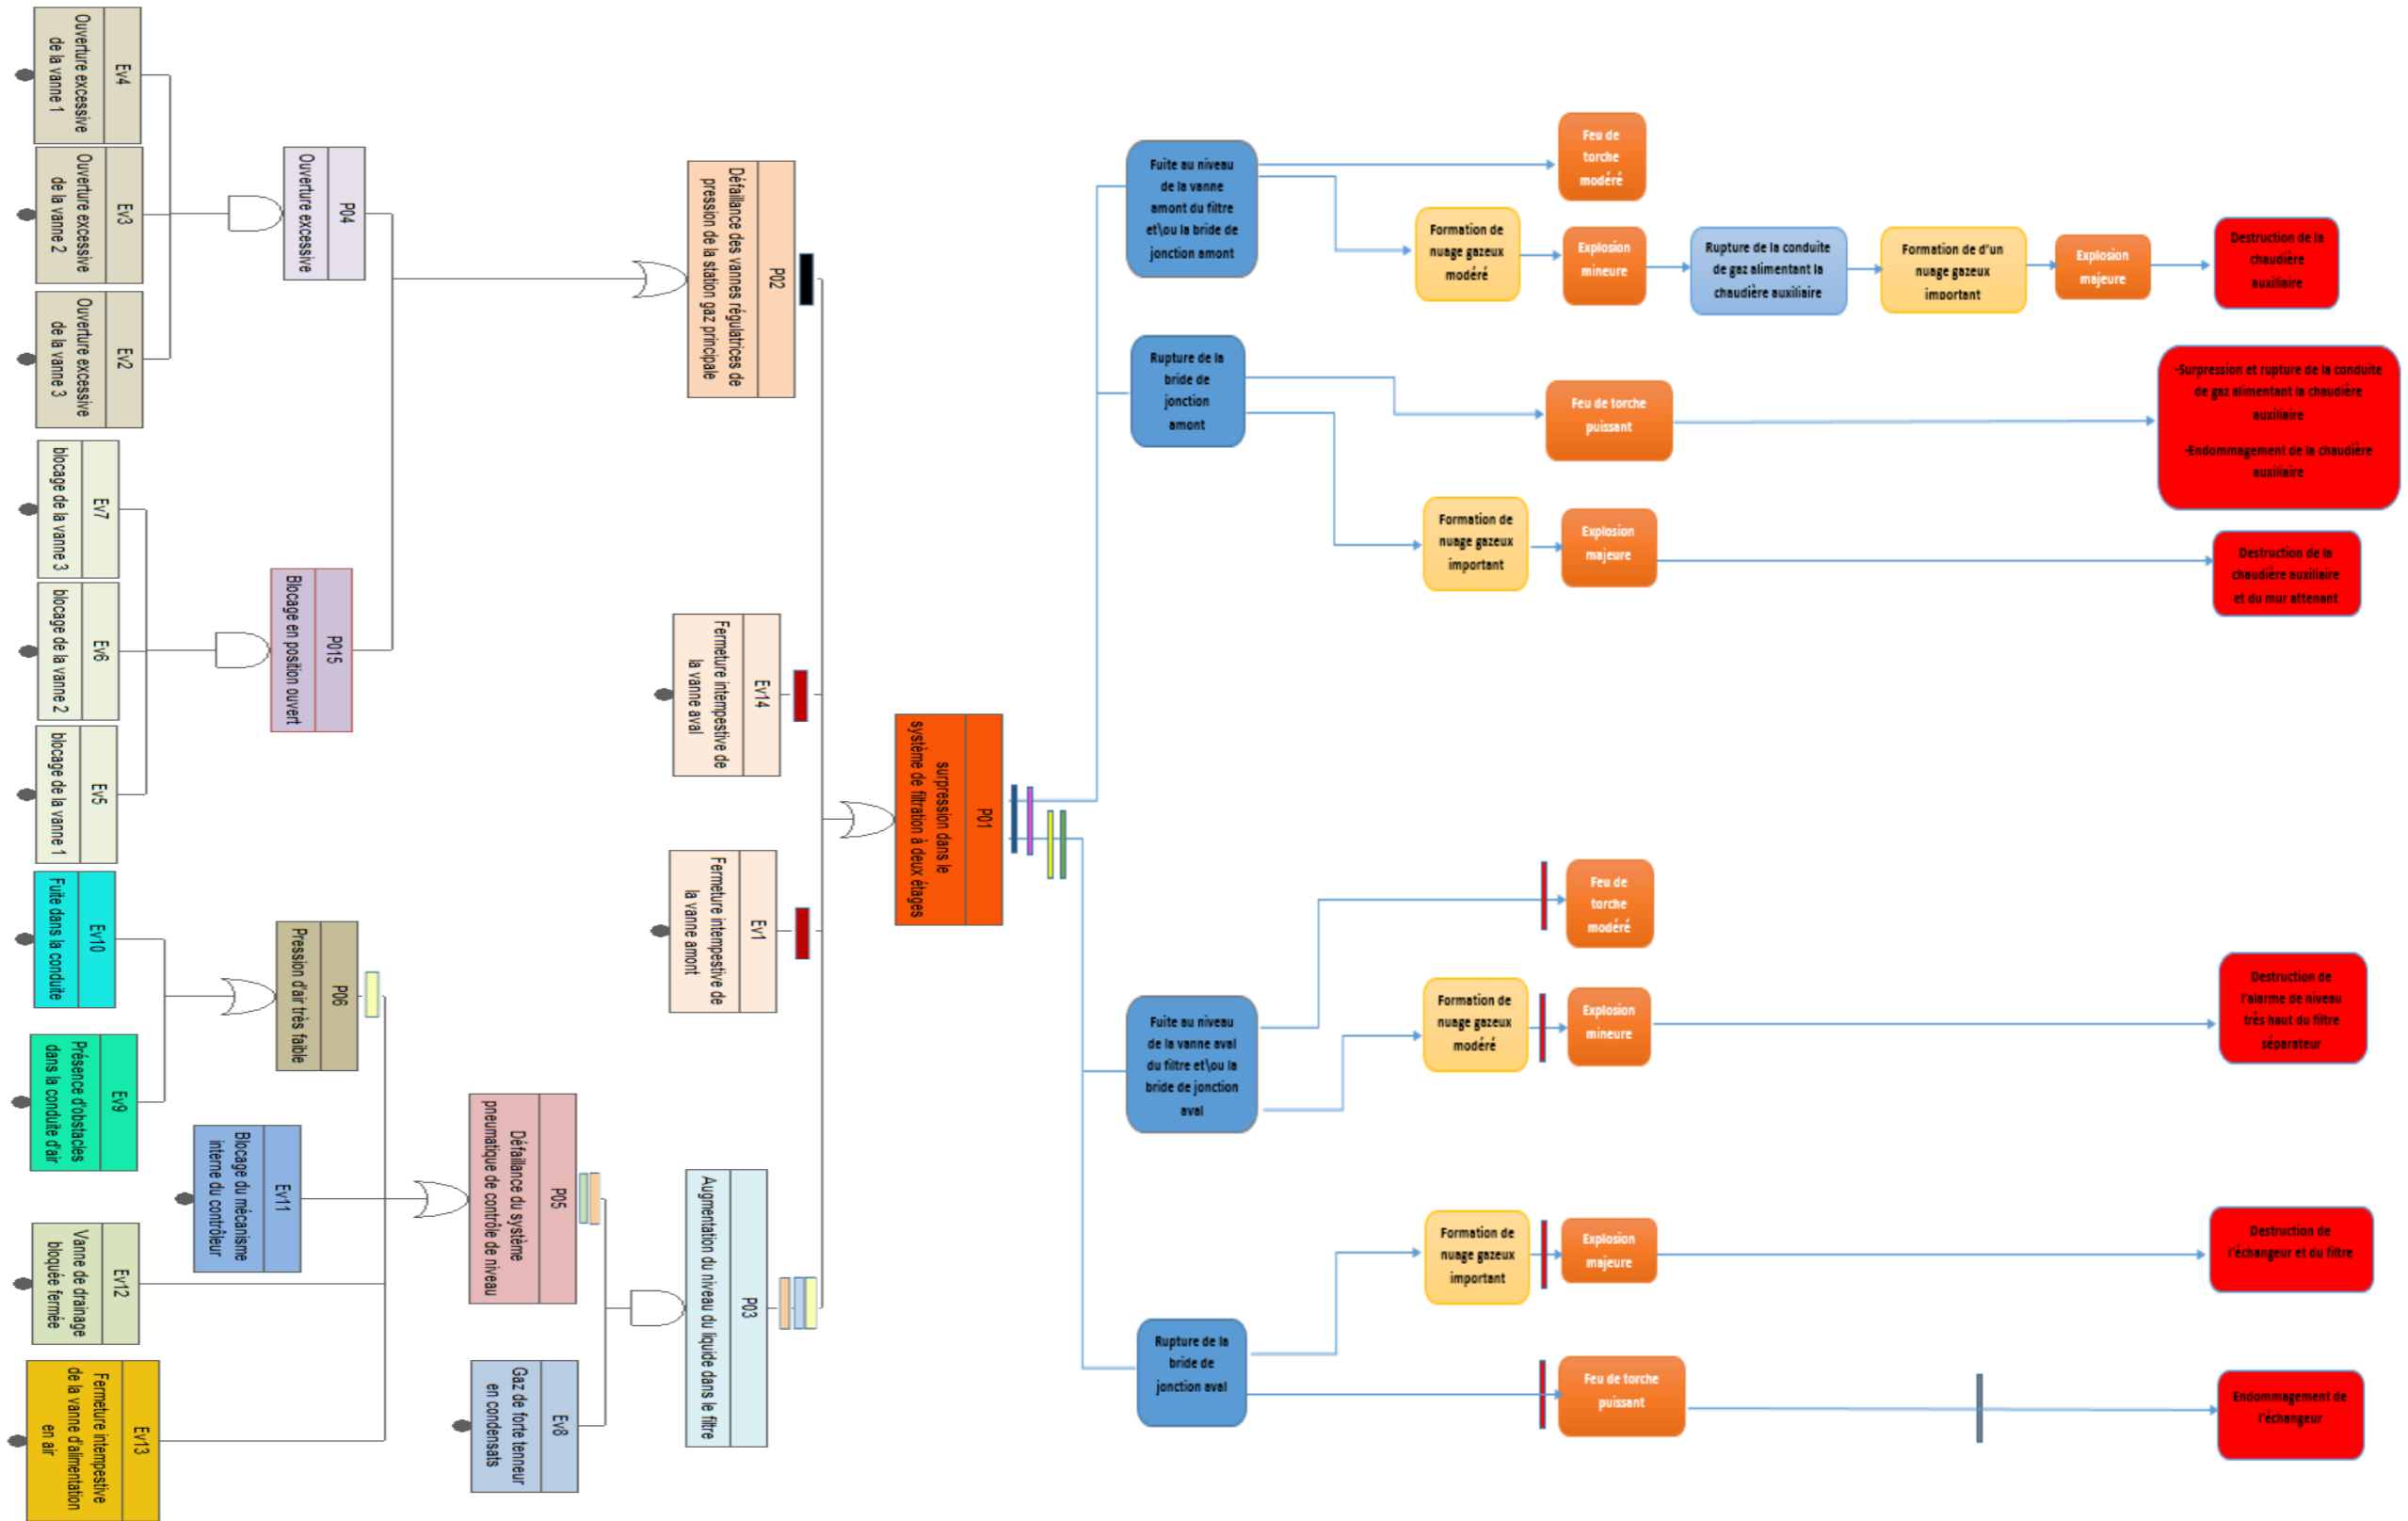 Ev4
Ouverture excessive
de la vanne 1
Ev3
Ouverture excessive
de la vanne 2
Ev2
Ouverture excessive
de la vanne 3
Ev7
blocage de la vanne 3
Ev6
blocage de la vanne 2
Ev5
blocage de la vanne 1
Ev10
Fuite dans la conduite
Ev9
Présence d'obstacles
dans la conduite d'air
Ev11
Blocage du mécanisme
interne du contrôleur
Ev12
Vanne de drainage
bloquée fermée
Ev13
Fermeture intempestive
de la vanne d'alimentation
en air
P04
Ouverture excessive
P015
Blocage en position ouvert
P06
Pression d'air très faible
P05
Défaillance du système
pneumatique de contrôle de niveau
Ev8
Gaz de forte tenneur
en condensats
P02
Défaillance des vannes régulatrices de
pression de la station gaz principale
Ev14
Fermeture intempestive de
la vanne aval
Ev1
Fermeture intempestive de
la vanne amont
P03
Augmentation du niveau du liquide dans le filtre
P01
surpression dans le
système de filtration à deux étages
Fuite au niveau
de la vanne
amont du filtre
et\ou la bride de
jonction amont
Feu de
torche
modéré
Formation de
nuage gazeux
modéré
Explosion
mineure
Rupture de la conduite
de gaz alimentant la
chaudière auxiliaire
Formation de d'un
nuage gazeux
important
Explosion
majeure
Destruction de la
chaudière
auxiliaire
Rupture de la
bride de
jonction
amont
Feu de torche
puissant
-Surpression et rupture de la conduite
de gaz alimentant la chaudière
auxiliaire
-Endommagement de la chaudière
auxiliaire
Formation de
nuage gazeux
important
Explosion
majeure
Destruction de la
chaudière auxiliaire
et du mur attenant
Fuite au niveau
de la vanne aval
du filtre et\ou la
bride de jonction
aval
Feu de
torche
modéré
Formation de
nuage gazeux
modéré
Explosion
mineure
Destruction de
l'alarme de niveau
très haut du filtre
séparateur
Rupture de la
bride de
jonction aval
Formation de
nuage gazeux
important
Explosion
majeure
Destruction de
l'échangeur et du filtre
Feu de torche
puissant
Endommagement de
l'échangeur